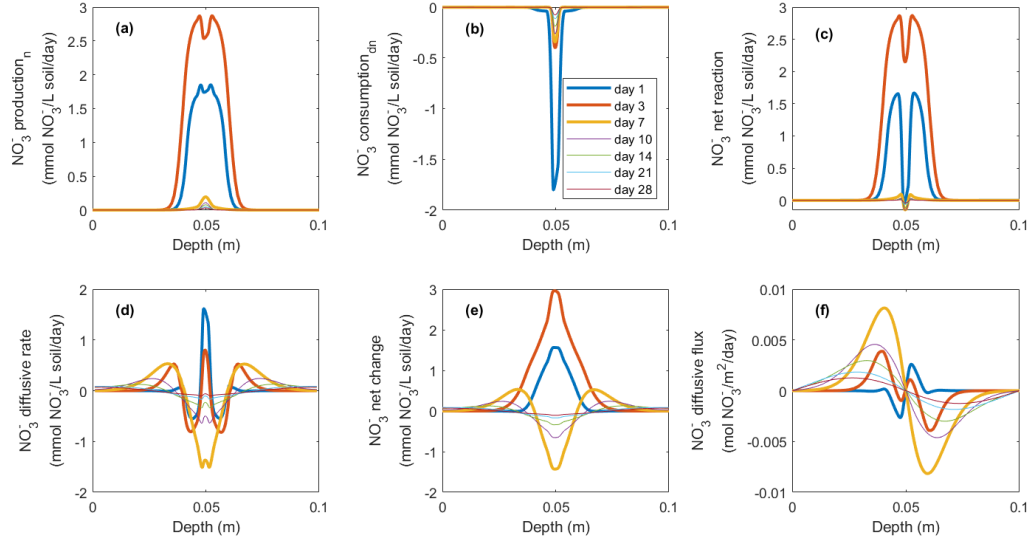 (a)
NO₃⁻ productionₙ
(mmol NO₃⁻/L soil/day)
3
2.5
2
1.5
1
0.5
0
0
0.05
0.1
Depth (m)
(b)
NO₃⁻ consumption_dn
(mmol NO₃⁻/L soil/day)
0
-0.5
-1
-1.5
-2
0
0.05
0.1
Depth (m)
day 1
day 3
day 7
day 10
day 14
day 21
day 28
(c)
NO₃⁻ net reaction
(mmol NO₃⁻/L soil/day)
3
2.5
2
1.5
1
0.5
0
0
0.05
0.1
Depth (m)
(d)
NO₃⁻ diffusive rate
(mmol NO₃⁻/L soil/day)
2
1
0
-1
-2
0
0.05
0.1
Depth (m)
(e)
NO₃⁻ net change
(mmol NO₃⁻/L soil/day)
3
2
1
0
-1
-2
0
0.05
0.1
Depth (m)
(f)
NO₃⁻ diffusive flux
(mol NO₃⁻/m²/day)
0.01
0.005
0
-0.005
-0.01
0
0.05
0.1
Depth (m)